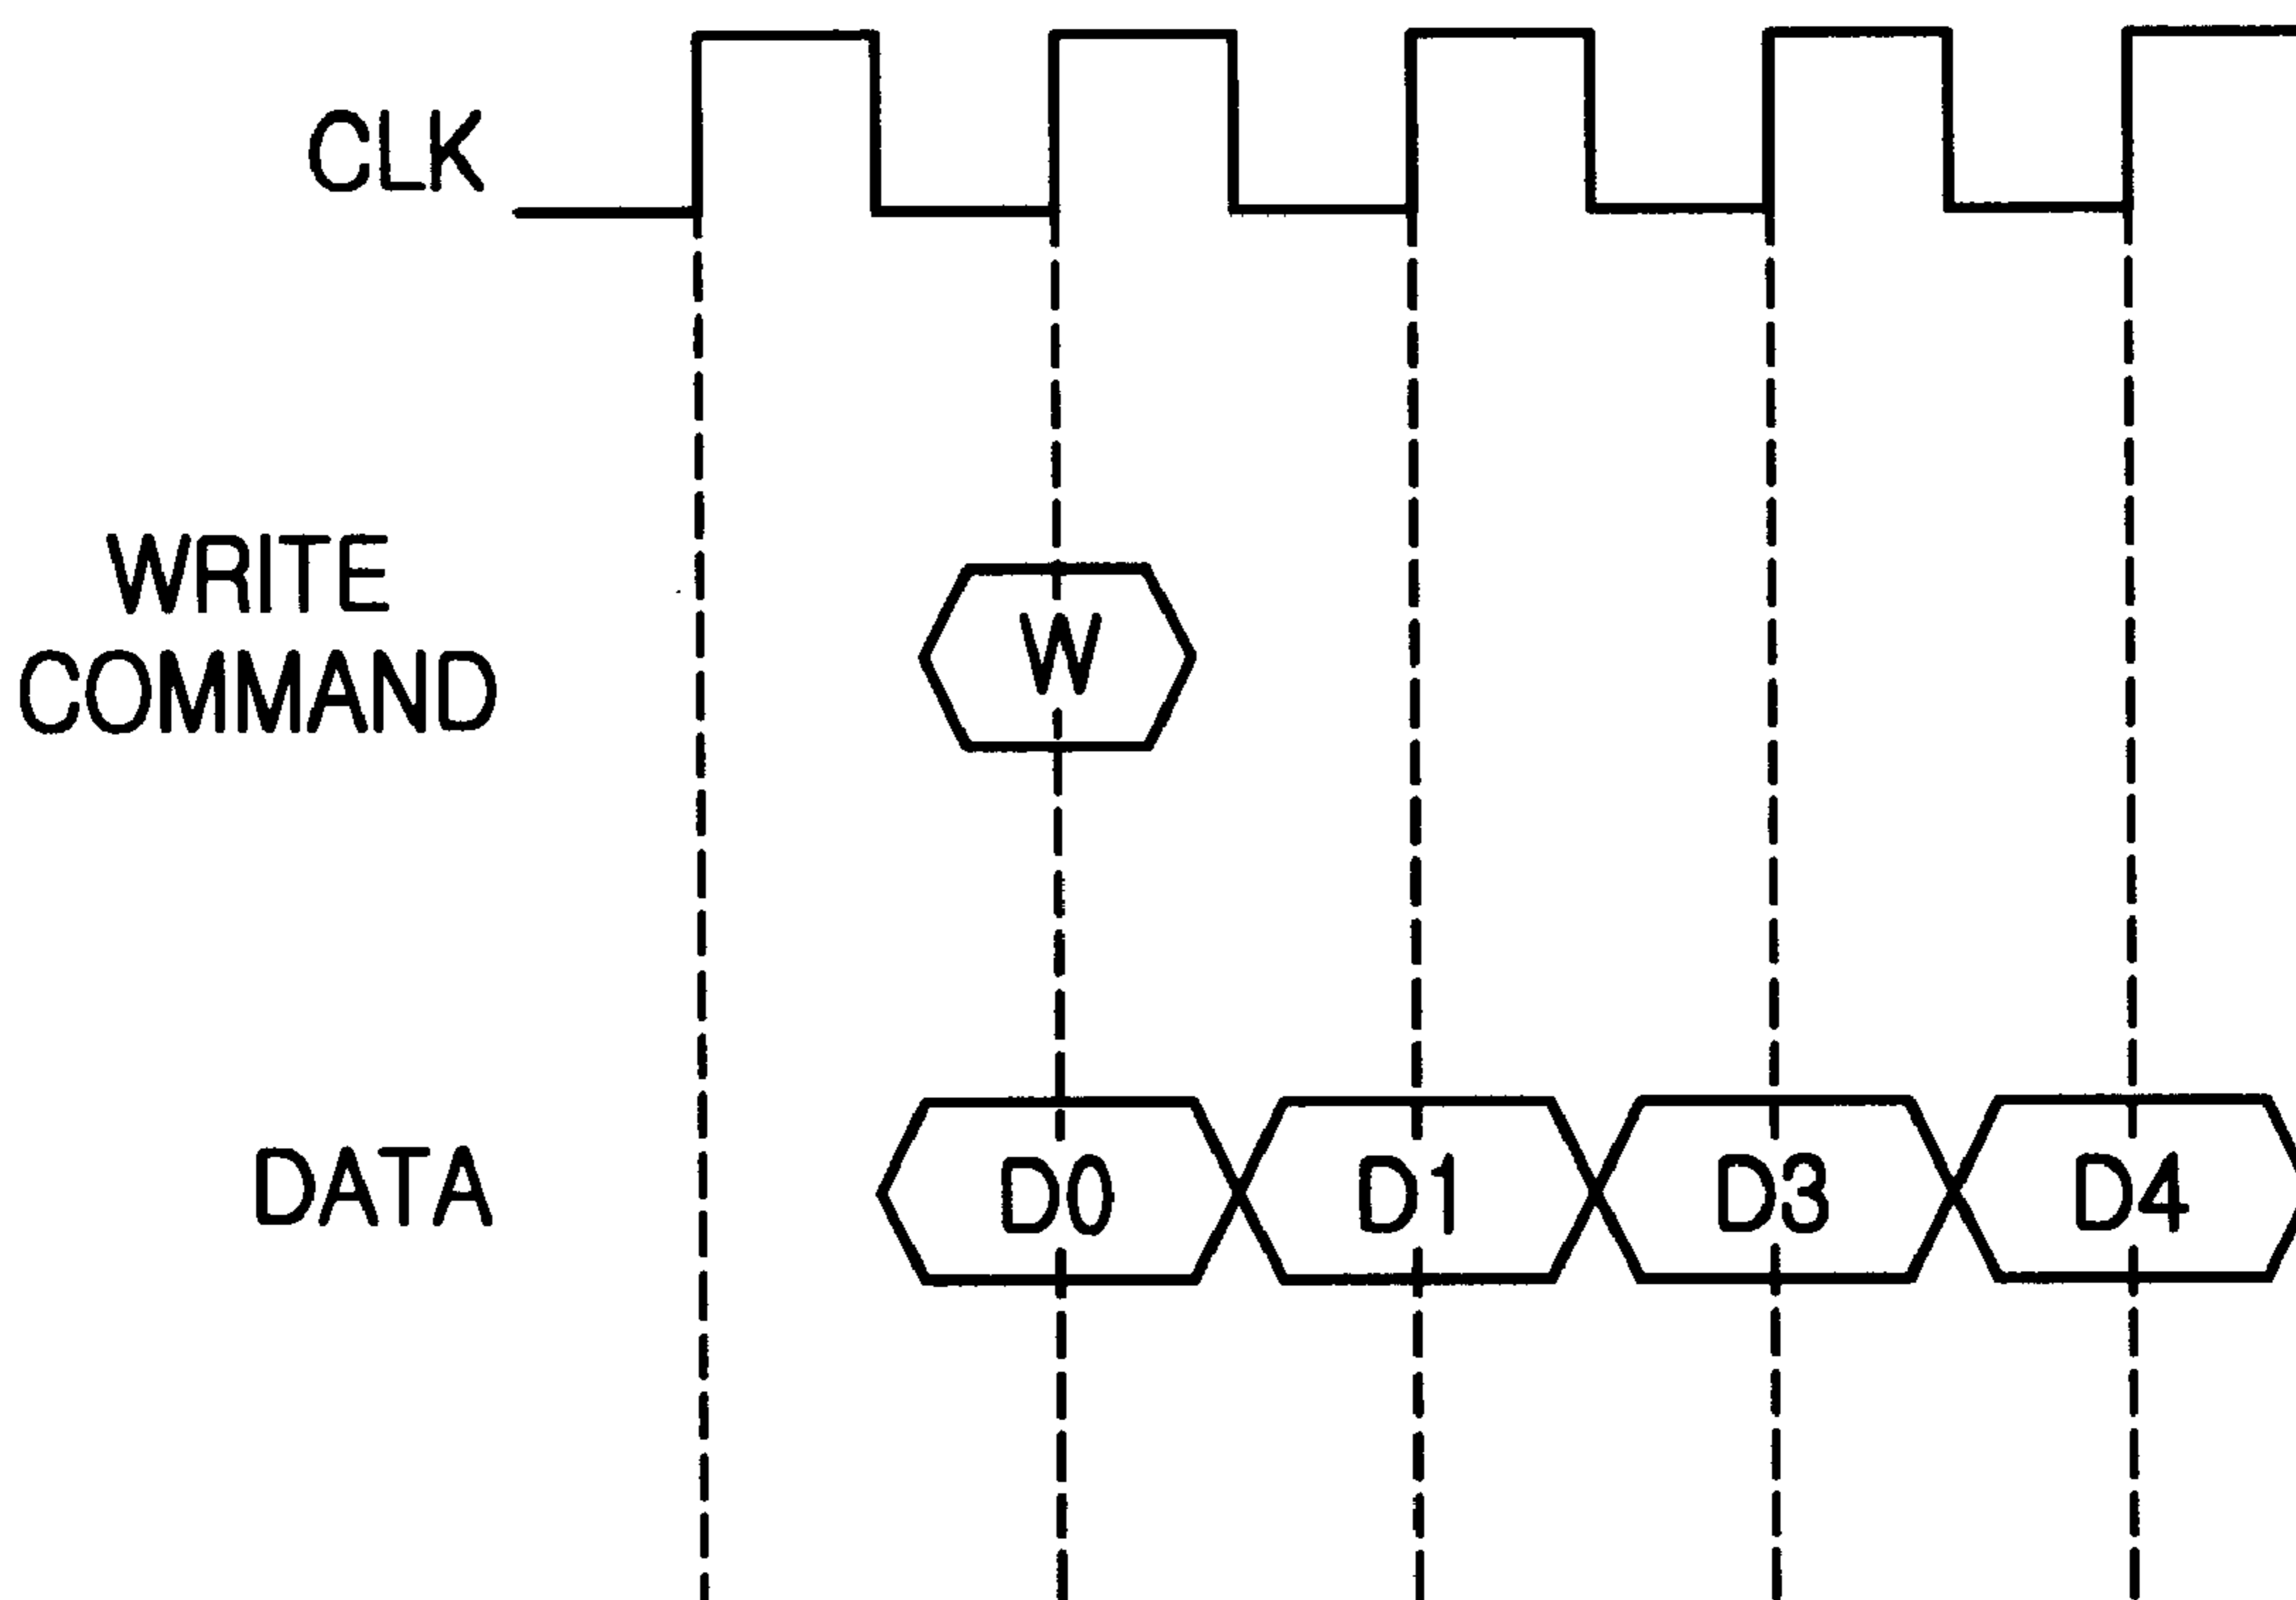 CLK
WRITE
COMMAND
W
DATA
D0
D1
D3
D4